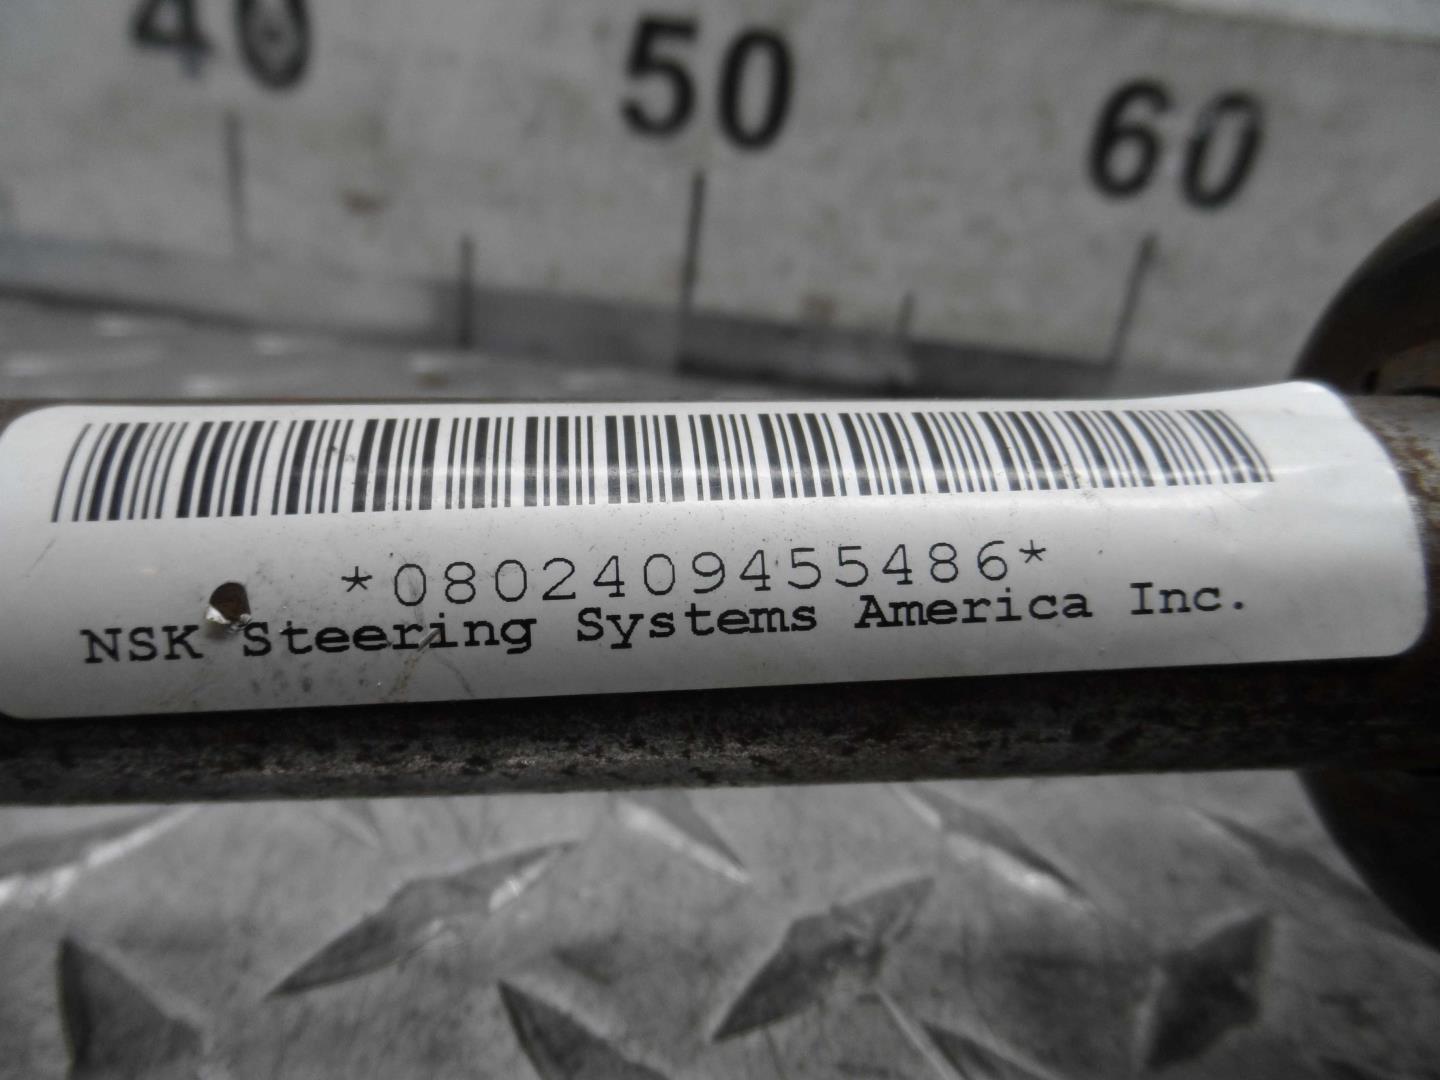 40 50 60
*0802409455486*
NSK Steering Systems America Inc.